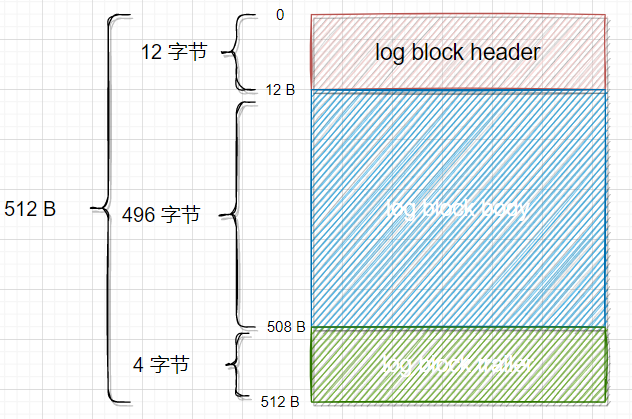 0
12 字节
log block header
12 B
512 B
496 字节
log block body
508 B
4 字节
log block trailer
512 B